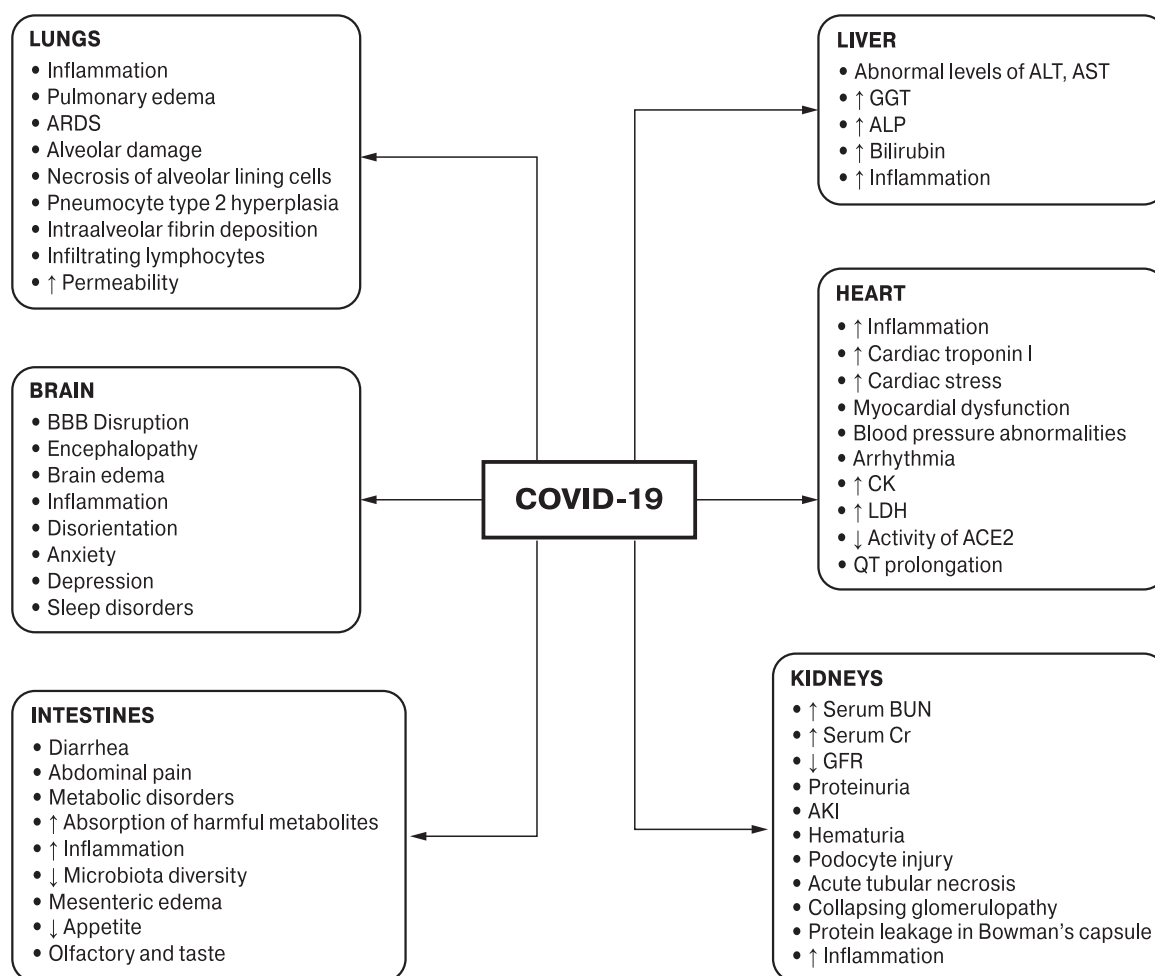 LUNGS
• Inflammation
• Pulmonary edema
• ARDS
• Alveolar damage
• Necrosis of alveolar lining cells
• Pneumocyte type 2 hyperplasia
• Intraalveolar fibrin deposition
• Infiltrating lymphocytes
• ↑ Permeability
LIVER
• Abnormal levels of ALT, AST
• ↑ GGT
• ↑ ALP
• ↑ Bilirubin
• ↑ Inflammation
BRAIN
• BBB Disruption
• Encephalopathy
• Brain edema
• Inflammation
• Disorientation
• Anxiety
• Depression
• Sleep disorders
COVID-19
HEART
• ↑ Inflammation
• ↑ Cardiac troponin I
• ↑ Cardiac stress
• Myocardial dysfunction
• Blood pressure abnormalities
• Arrhythmia
• ↑ CK
• ↑ LDH
• ↓ Activity of ACE2
• QT prolongation
INTESTINES
• Diarrhea
• Abdominal pain
• Metabolic disorders
• ↑ Absorption of harmful metabolites
• ↑ Inflammation
• ↓ Microbiota diversity
• Mesenteric edema
• ↓ Appetite
• Olfactory and taste
KIDNEYS
• ↑ Serum BUN
• ↑ Serum Cr
• ↓ GFR
• Proteinuria
• AKI
• Hematuria
• Podocyte injury
• Acute tubular necrosis
• Collapsing glomerulopathy
• Protein leakage in Bowman's capsule
• ↑ Inflammation